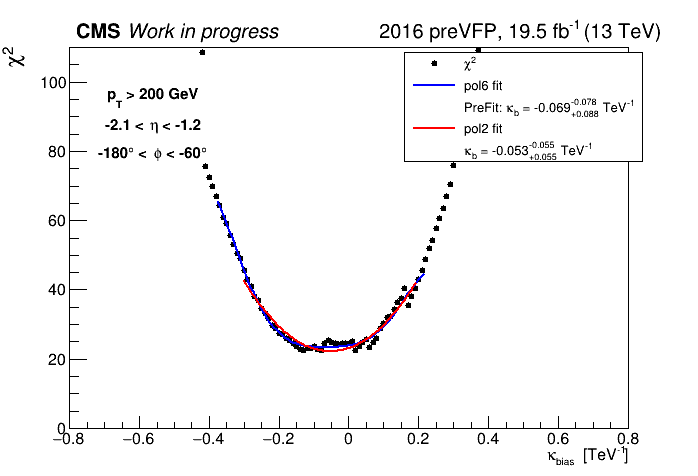 CMS Work in progress
2016 preVFP, 19.5 fb⁻¹ (13 TeV)
χ²
p_T > 200 GeV
-2.1 < η < -1.2
-180° < ϕ < -60°
χ²
pol6 fit
PreFit: κ_b = -0.069^{-0.078}_{+0.088} TeV⁻¹
pol2 fit
κ_b = -0.053^{-0.055}_{+0.055} TeV⁻¹
100
80
60
40
20
0
−0.8 −0.6 −0.4 −0.2 0 0.2 0.4 0.6 0.8
κ_bias [TeV⁻¹]